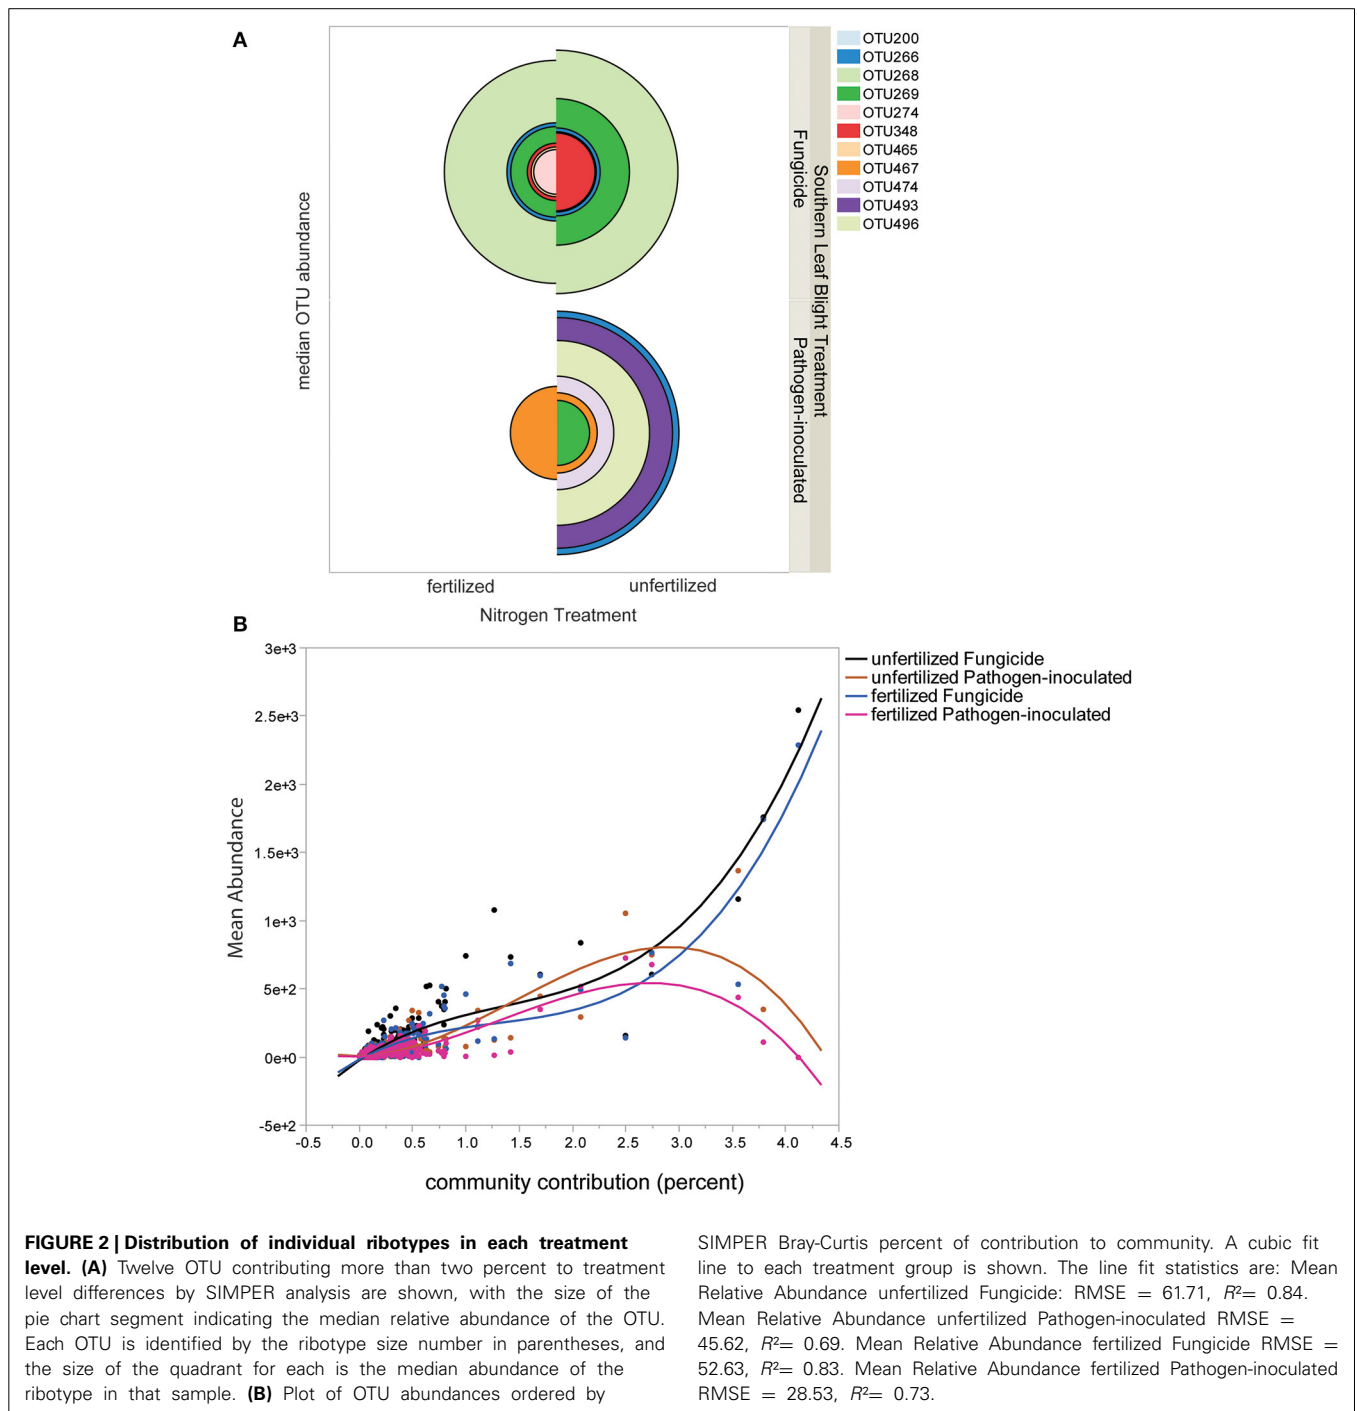 A
OTU200
OTU266
OTU268
OTU269
OTU274
OTU348
OTU465
OTU467
OTU474
OTU493
OTU496
Fungicide
Pathogen-inoculated
Southern Leaf Blight Treatment
median OTU abundance
fertilized
unfertilized
Nitrogen Treatment
B
3e+3
2.5e+3
2e+3
1.5e+3
1e+3
5e+2
0e+0
-5e+2
Mean Abundance
unfertilized Fungicide
unfertilized Pathogen-inoculated
fertilized Fungicide
fertilized Pathogen-inoculated
-0.5 0.0 0.5 1.0 1.5 2.0 2.5 3.0 3.5 4.0 4.5
community contribution (percent)
FIGURE 2 | Distribution of individual ribotypes in each treatment
level. (A) Twelve OTU contributing more than two percent to treatment
level differences by SIMPER analysis are shown, with the size of the
pie chart segment indicating the median relative abundance of the OTU.
Each OTU is identified by the ribotype size number in parentheses, and
the size of the quadrant for each is the median abundance of the
ribotype in that sample. (B) Plot of OTU abundances ordered by
SIMPER Bray-Curtis percent of contribution to community. A cubic fit
line to each treatment group is shown. The line fit statistics are: Mean
Relative Abundance unfertilized Fungicide: RMSE = 61.71, R²= 0.84.
Mean Relative Abundance unfertilized Pathogen-inoculated RMSE =
45.62, R²= 0.69. Mean Relative Abundance fertilized Fungicide RMSE =
52.63, R²= 0.83. Mean Relative Abundance fertilized Pathogen-inoculated
RMSE = 28.53, R²= 0.73.